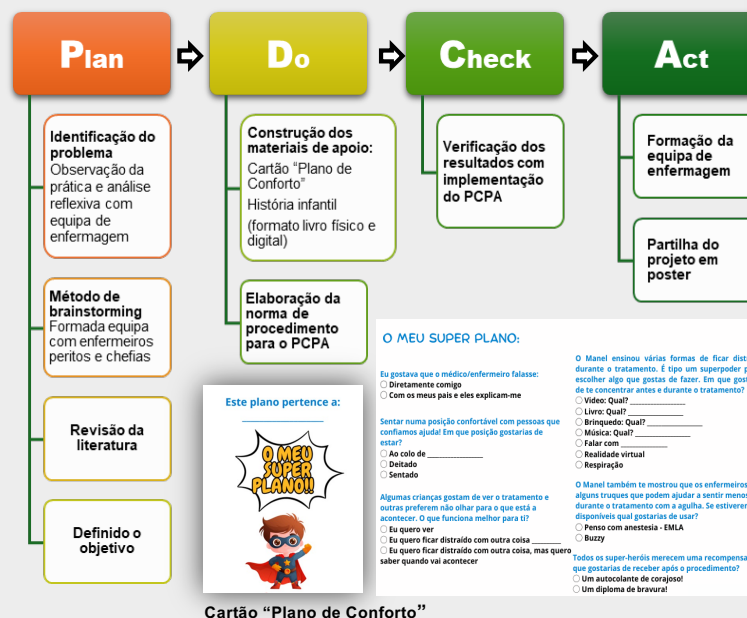 Plan
Do
Check
Act
Identificação do
problema
Observação da
prática e análise
reflexiva com
equipa de
enfermagem
Método de
brainstorming
Formada equipa
com enfermeiros
peritos e chefias
Revisão da
literatura
Definido o
objetivo
Construção dos
materiais de apoio:
Cartão “Plano de
Conforto”
História infantil
(formato livro físico e
digital)
Elaboração da
norma de
procedimento
para o PCPA
Verificação dos
resultados com
implementação
do PCPA
Formação da
equipa de
enfermagem
Partilha do
projeto em
poster
Este plano pertence a:
O MEU
SUPER
PLANO!!
Cartão “Plano de Conforto”
O MEU SUPER PLANO:
Eu gostava que o médico/enfermeiro falasse:
Diretamente comigo
Com os meus pais e eles explicam-me
Sentar numa posição confortável com pessoas que
confiamos ajuda! Em que posição gostarias de
estar?
Ao colo de
Deitado
Sentado
Algumas crianças gostam de ver o tratamento e
outras preferem não olhar para o que está a
acontecer. O que funciona melhor para ti?
Eu quero ver
Eu quero ficar distraído com outra coisa
Eu quero ficar distraído com outra coisa, mas quero
saber quando vai acontecer
O Manel ensinou várias formas de ficar
durante o tratamento. É tipo um superpoder
escolher algo que gostas de fazer. Em que
de te concentrar antes e durante o tratamento?
Video: Qual?
Livro: Qual?
Brinquedo: Qual?
Música: Qual?
Falar com
Realidade virtual
Respiração
O Manel também te mostrou que os enfermeiros
alguns truques que podem ajudar a sentir
durante o tratamento com a agulha. Se
disponíveis qual gostarias de usar?
Penso com anestesia - EMLA
Buzzy
Todos os super-heróis merecem uma
que gostarias de receber após o procedimento?
Um autocolante de corajoso!
Um diploma de bravura!